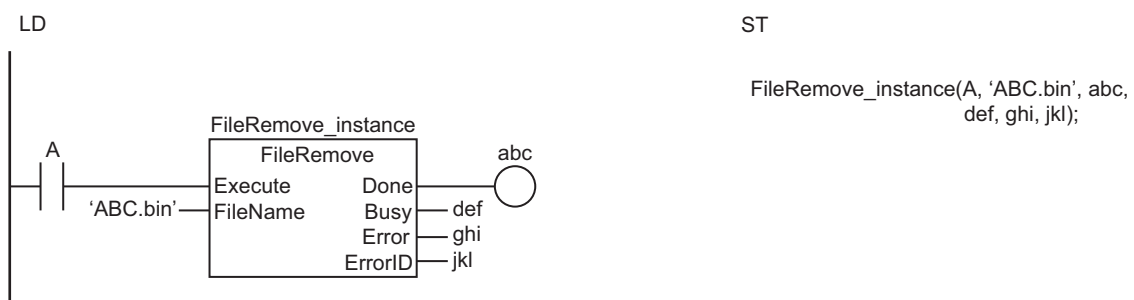 LD
ST
FileRemove_instance(A, ‘ABC.bin’, abc,
def, ghi, jkl);
FileRemove_instance
FileRemove
A
abc
Execute
Done
‘ABC.bin’
FileName
Busy
def
Error
ghi
ErrorID
jkl